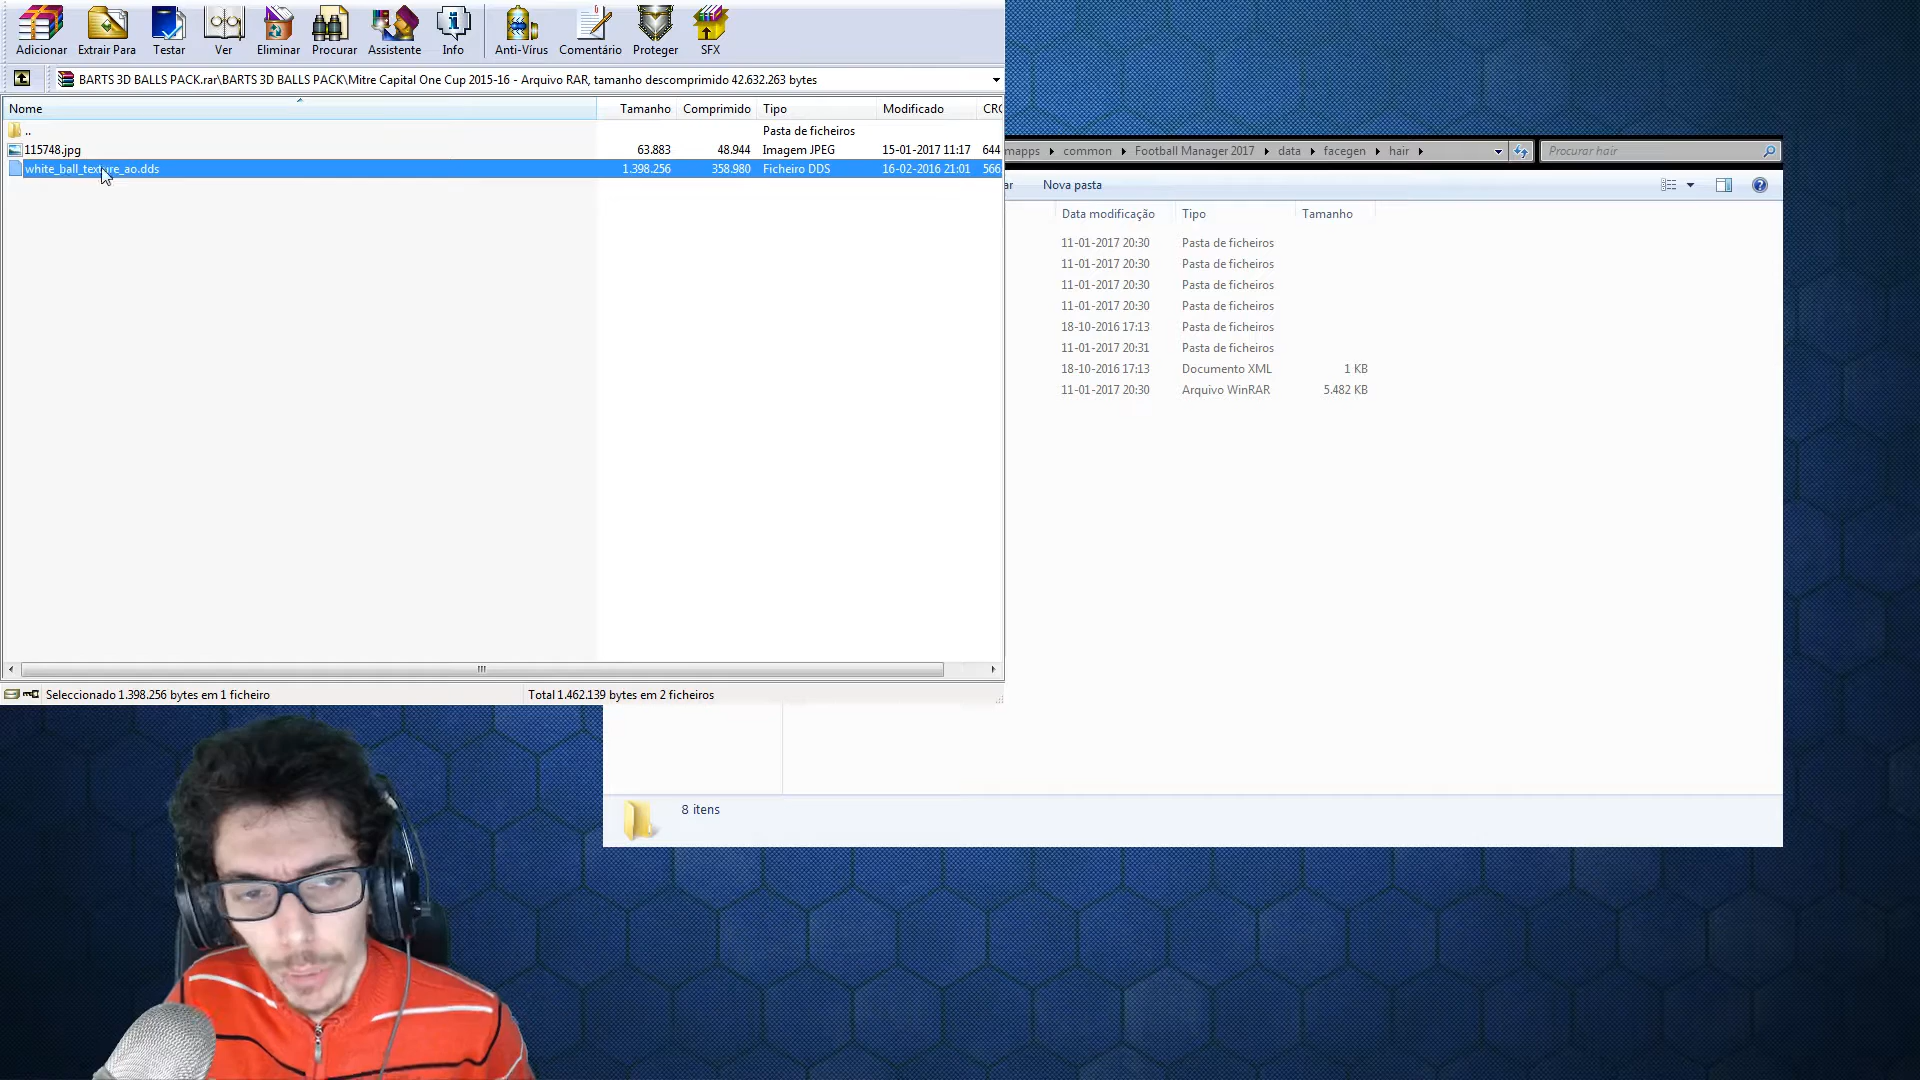 Adicionar Extrair Para Testar Ver Eliminar Procurar Assistente Info Anti-Vírus Comentário Proteger SFX
BARTS 3D BALLS PACK.rar\BARTS 3D BALLS PACK\Mitre Capital One Cup 2015-16 - Arquivo RAR, tamanho descomprimido 42.632.263 bytes
Nome Tamanho Comprimido Tipo Modificado CRC
.. Pasta de ficheiros
115748.jpg 63.883 48.944 Imagem JPEG 15-01-2017 11:17 644
white_ball_texture_ao.dds 1.398.256 358.980 Ficheiro DDS 16-02-2016 21:01 566
Seleccionado 1.398.256 bytes em 1 ficheiro Total 1.462.139 bytes em 2 ficheiros
mapps common Football Manager 2017 data facegen hair Procurar hair
ar Nova pasta
Data modificação Tipo Tamanho
11-01-2017 20:30 Pasta de ficheiros
11-01-2017 20:30 Pasta de ficheiros
11-01-2017 20:30 Pasta de ficheiros
11-01-2017 20:30 Pasta de ficheiros
18-10-2016 17:13 Pasta de ficheiros
11-01-2017 20:31 Pasta de ficheiros
18-10-2016 17:13 Documento XML 1 KB
11-01-2017 20:30 Arquivo WinRAR 5.482 KB
8 itens